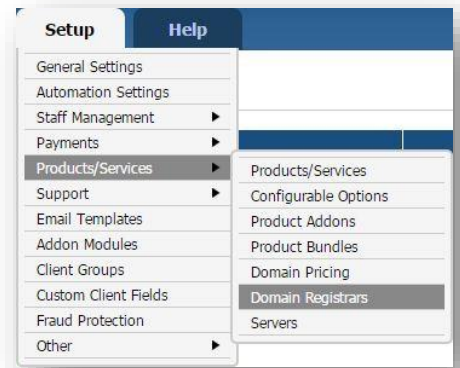 Setup
Help
General Settings
Automation Settings
Staff Management
Payments
Products/Services
Support
Email Templates
Addon Modules
Client Groups
Custom Client Fields
Fraud Protection
Other
Products/Services
Configurable Options
Product Addons
Product Bundles
Domain Pricing
Domain Registrars
Servers